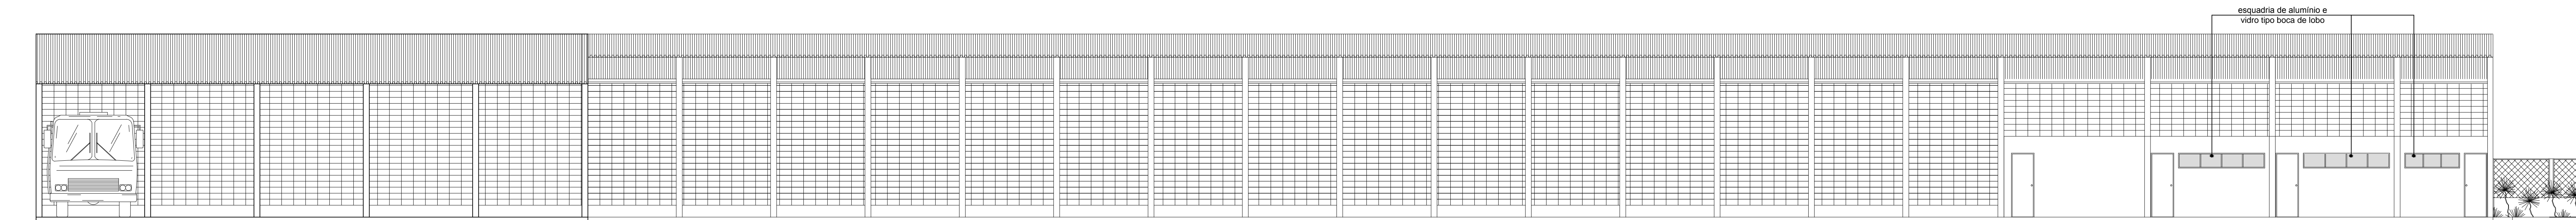 esquadria de alumínio e
vidro tipo boca de lobo